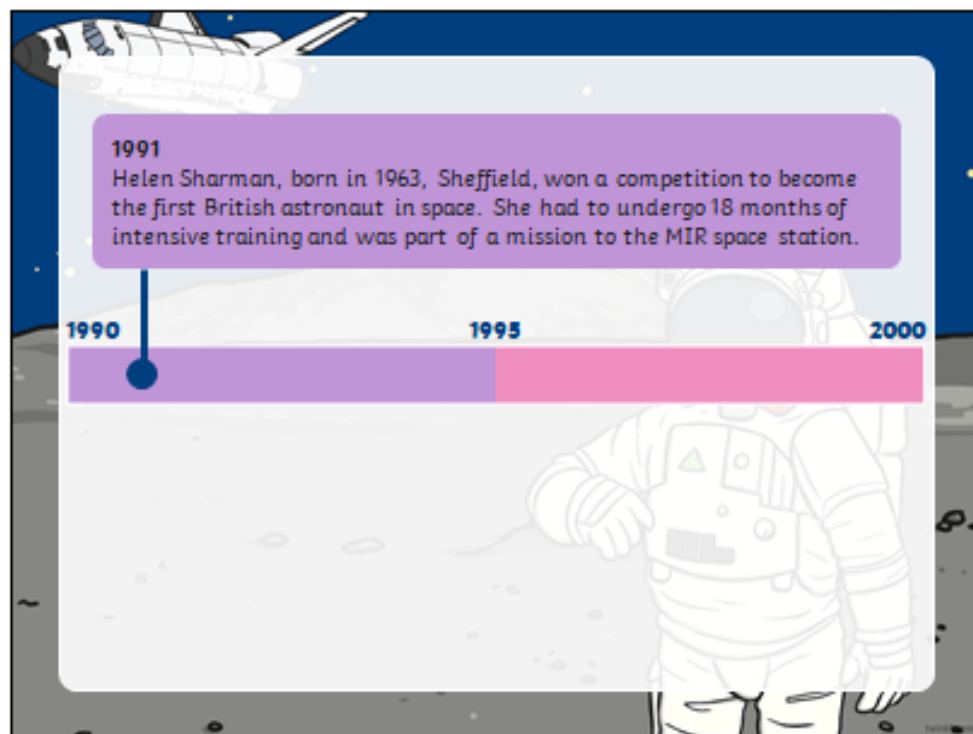 1991
Helen Sharman, born in 1963, Sheffield, won a competition to become
the first British astronaut in space. She had to undergo 18 months of
intensive training and was part of a mission to the MIR space station.
1990 1995 2000